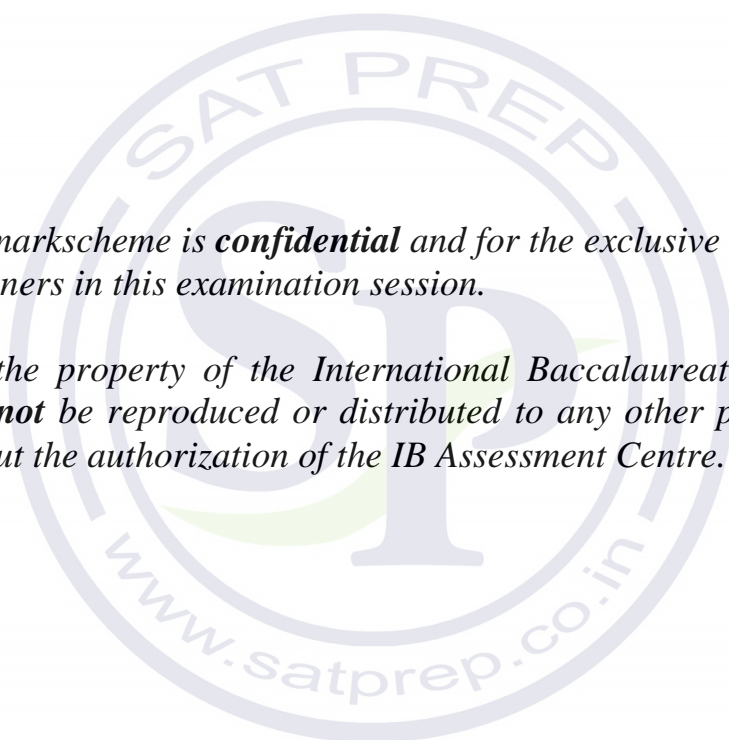 SAT PREP
markscheme is confidential and for the exclusive
ners in this examination session.
the property of the International Baccalaureat
not be reproduced or distributed to any other p
ut the authorization of the IB Assessment Centre.
SP
www.satprep.co.in